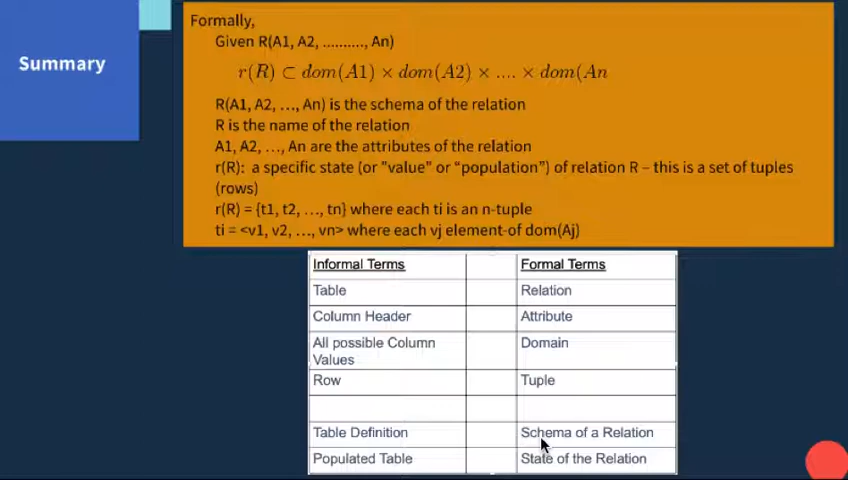 Summary
Formally,
Given R(A1, A2, .........., An)
r(R) ⊂ dom(A1) × dom(A2) × .... × dom(An
R(A1, A2, ..., An) is the schema of the relation
R is the name of the relation
A1, A2, ..., An are the attributes of the relation
r(R): a specific state (or "value" or “population”) of relation R – this is a set of tuples
(rows)
r(R) = {t1, t2, ..., tn} where each ti is an n-tuple
ti = <v1, v2, ..., vn> where each vj element-of dom(Aj)
Informal Terms Formal Terms
Table Relation
Column Header Attribute
All possible Column Domain
Values
Row Tuple
Table Definition Schema of a Relation
Populated Table State of the Relation